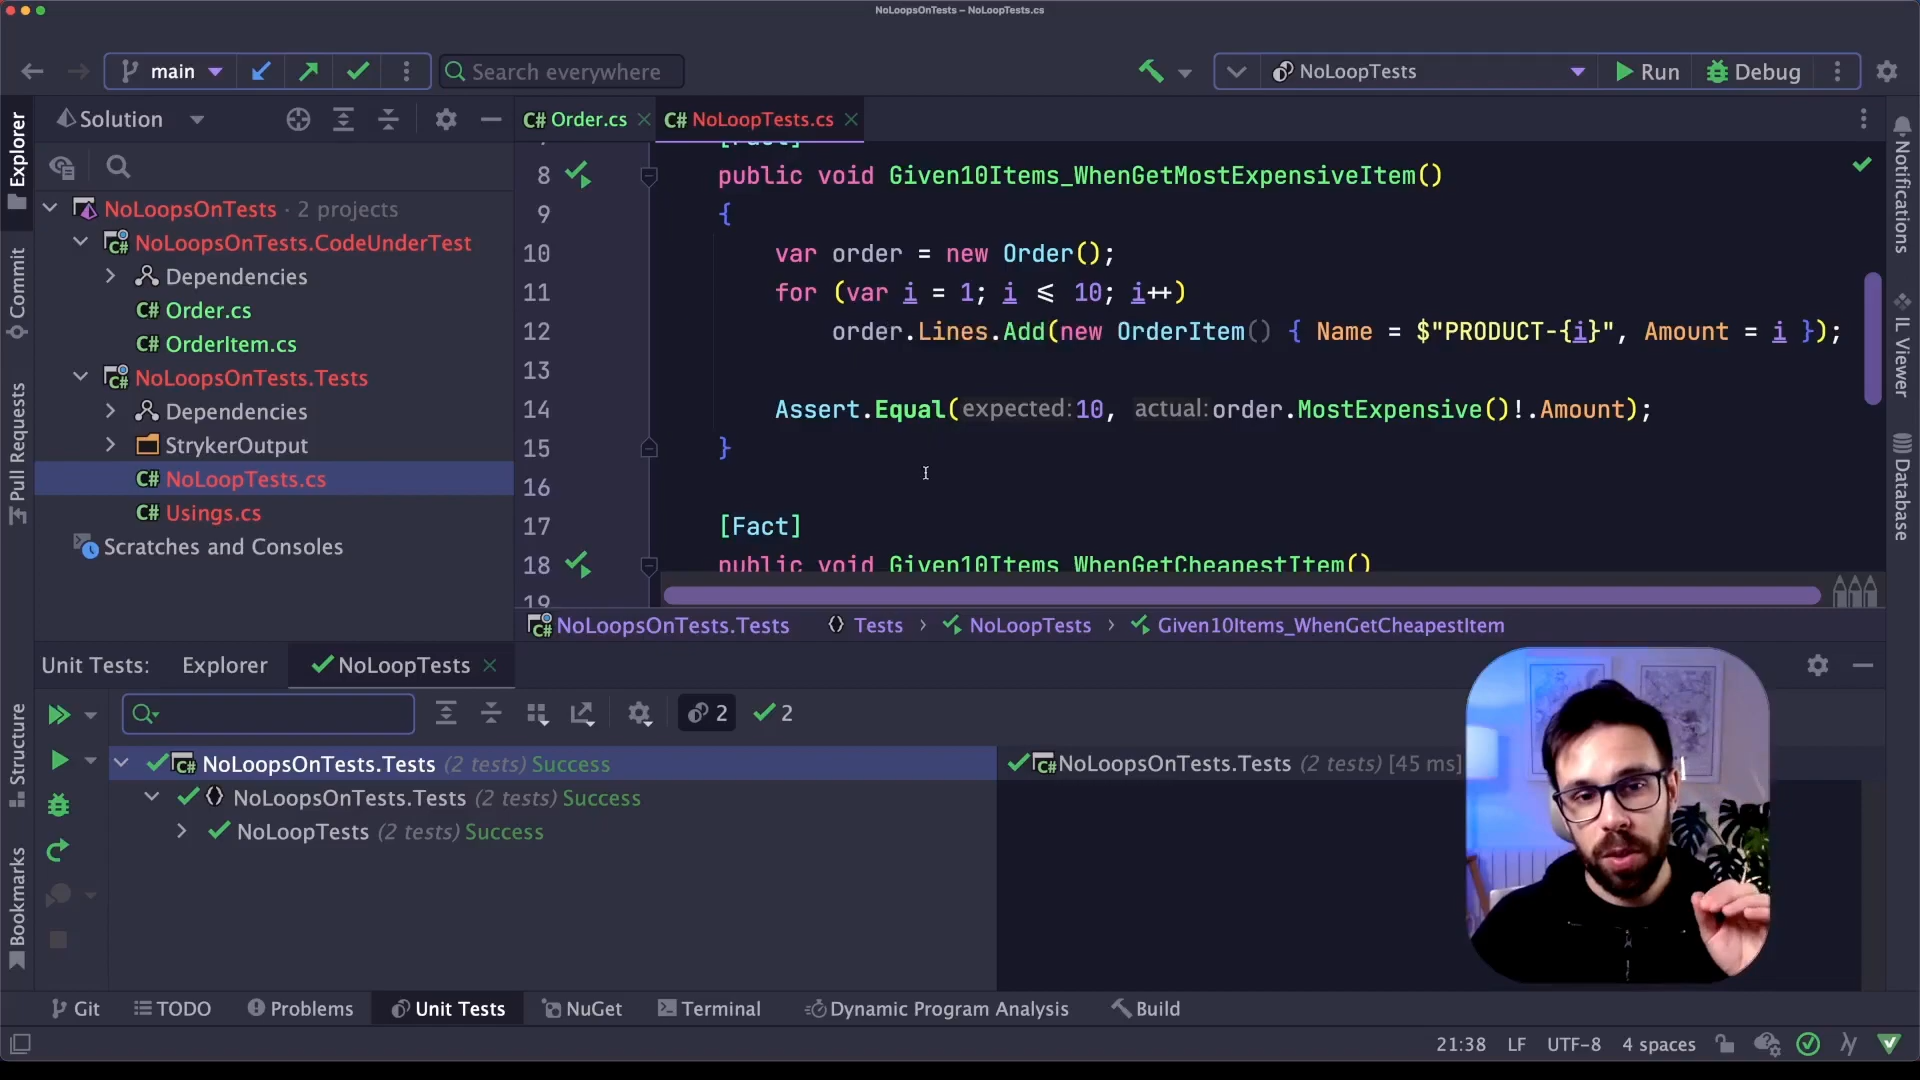 NoLoopsOnTests – NoLoopTests.cs
main
Search everywhere
NoLoopTests
Run
Debug
Explorer
Commit
Pull Requests
Structure
Bookmarks
Solution
NoLoopsOnTests · 2 projects
NoLoopsOnTests.CodeUnderTest
Dependencies
C# Order.cs
C# OrderItem.cs
NoLoopsOnTests.Tests
Dependencies
StrykerOutput
C# NoLoopTests.cs
C# Usings.cs
Scratches and Consoles
C# Order.cs
C# NoLoopTests.cs
[Fact]
8 public void Given10Items_WhenGetMostExpensiveItem()
9 {
10 var order = new Order();
11 for (var i = 1; i <= 10; i++)
12 order.Lines.Add(new OrderItem() { Name = $"PRODUCT-{i}", Amount = i });
13
14 Assert.Equal(expected: 10, actual: order.MostExpensive()!.Amount);
15 }
16
17 [Fact]
18 public void Given10Items_WhenGetCheapestItem()
19
NoLoopsOnTests.Tests
Tests › NoLoopTests › Given10Items_WhenGetCheapestItem
Notifications
IL Viewer
Database
Unit Tests: Explorer NoLoopTests
2 2
NoLoopsOnTests.Tests (2 tests) Success
NoLoopsOnTests.Tests (2 tests) Success
NoLoopTests (2 tests) Success
NoLoopsOnTests.Tests (2 tests) [45 ms]
Git
TODO
Problems
Unit Tests
NuGet
Terminal
Dynamic Program Analysis
Build
21:38 LF UTF-8 4 spaces